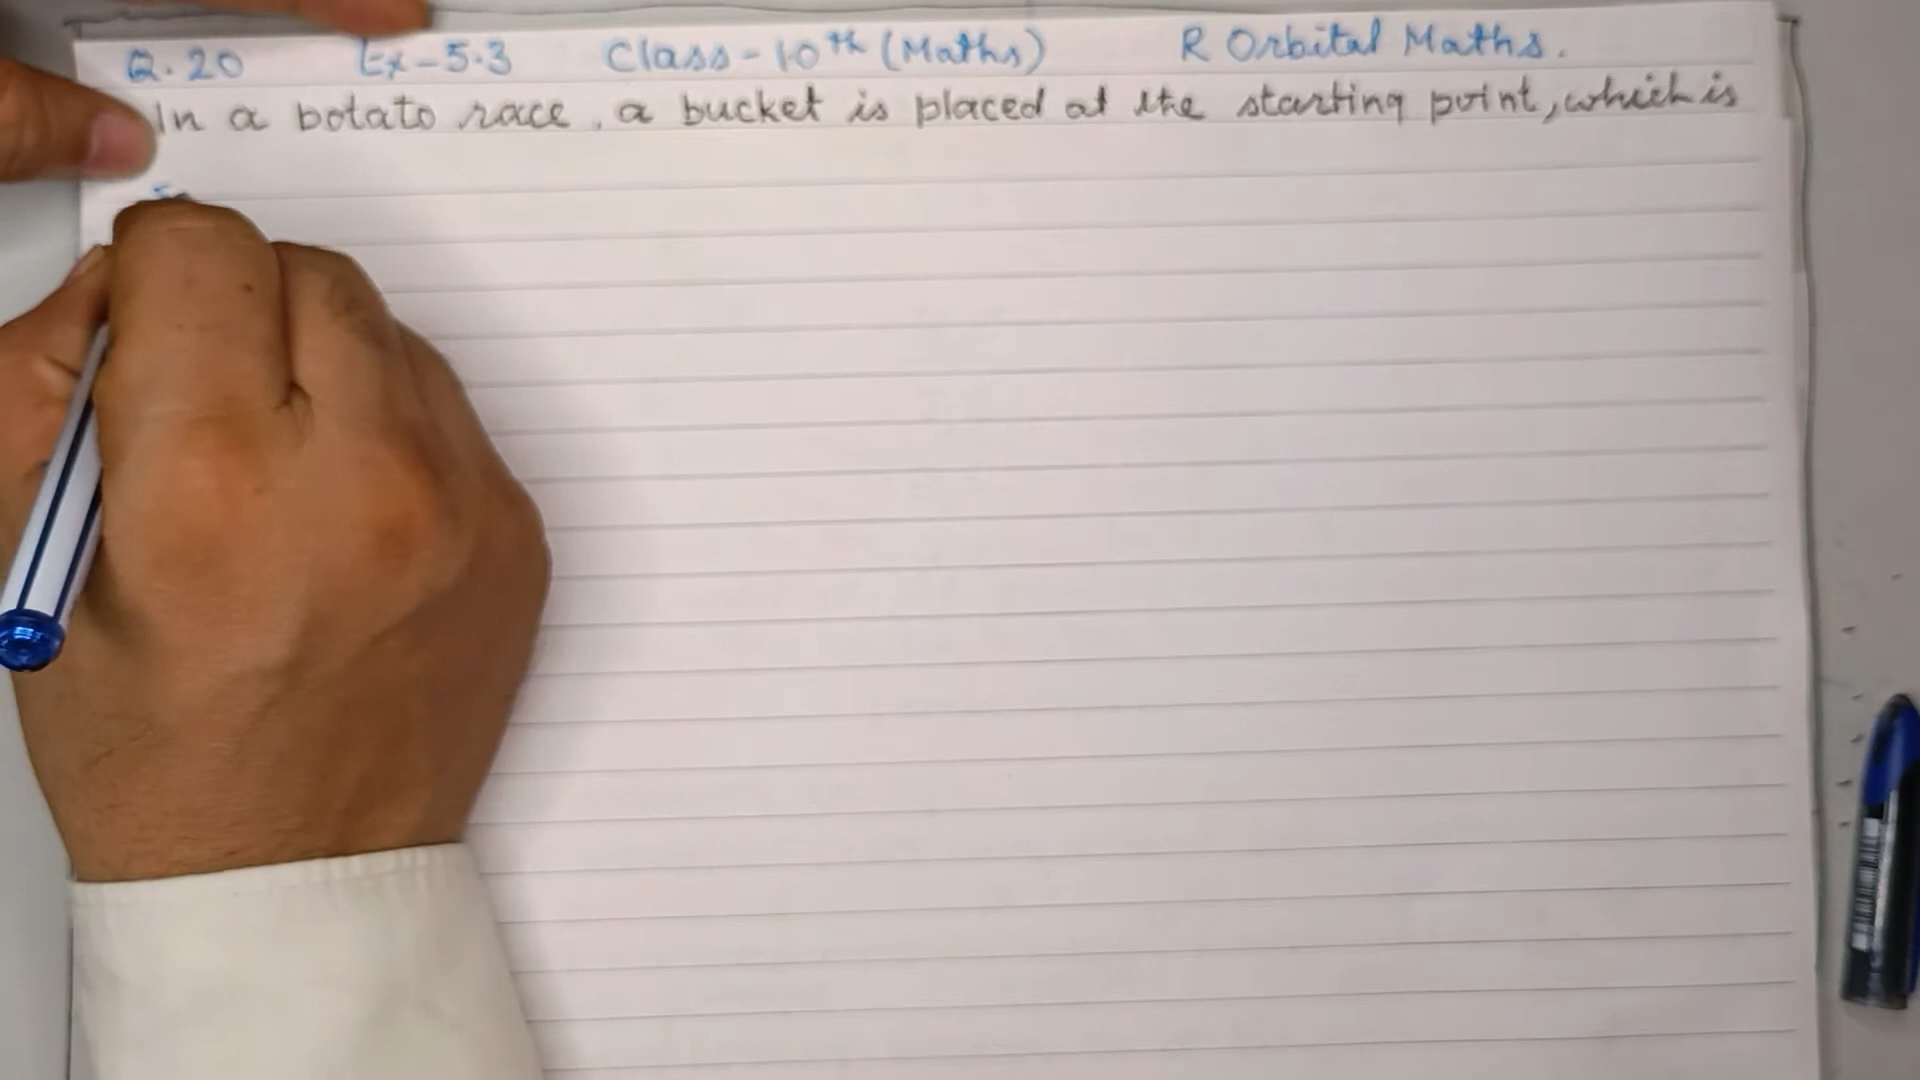 Q. 20 Ex - 5.3 Class - 10th (Maths) R Orbital Maths.
In a potato race, a bucket is placed at the starting point, which is